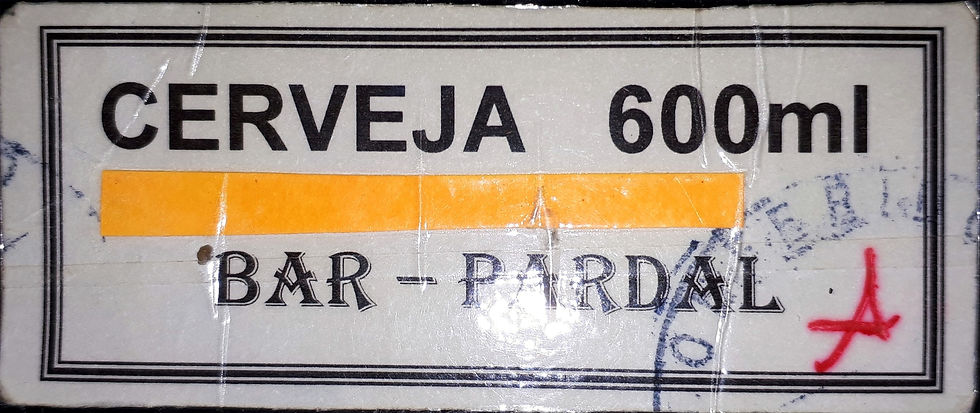 CERVEJA 600ml
BAR - PARDAL
A